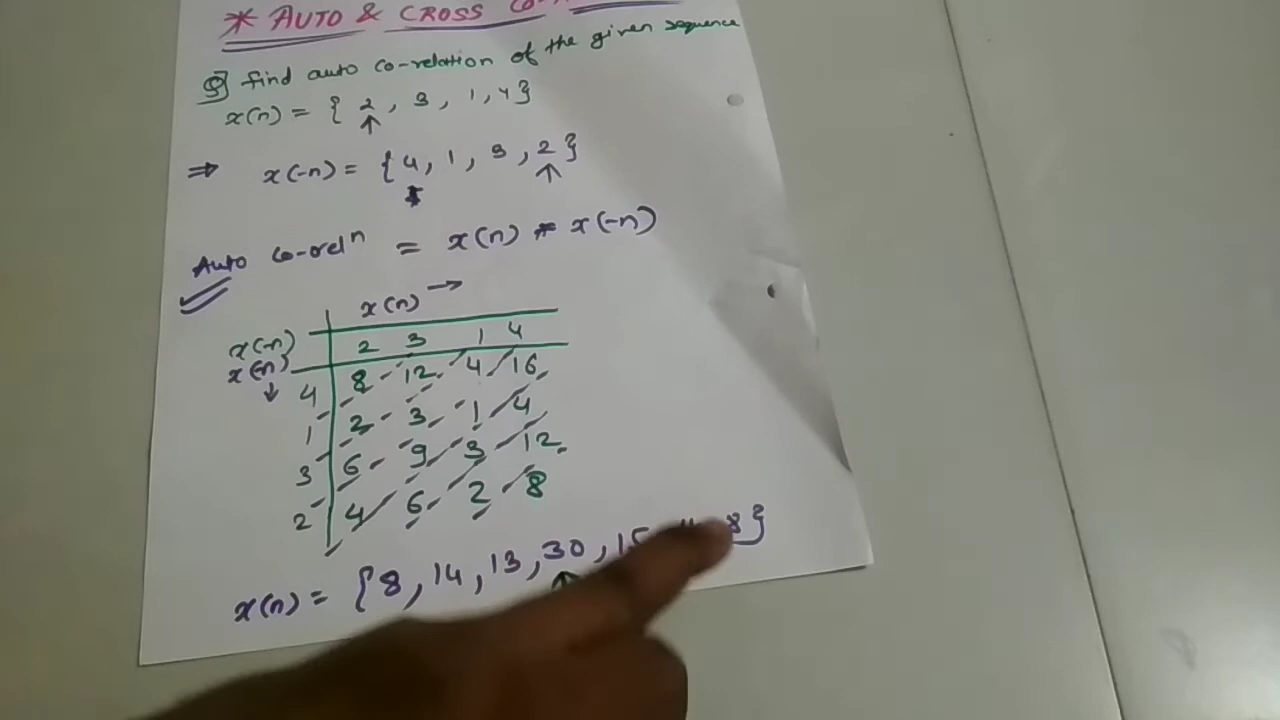 * AUTO & CROSS
Q] find auto co-relation of the given sequence
x(n) = { 2, 3, 1, 4}
↑
⇒ x(-n) = {4, 1, 3, 2}
↑
Auto co-relⁿ = x(n) * x(-n)
x(n) →
x(-n)
x(-n) 2 3 1 4
↓ 4 8 12 4 16
1 2 3 1 4
3 6 9 3 12
2 4 6 2 8
x(n) = {8, 14, 13, 30, 15, 8}
↑